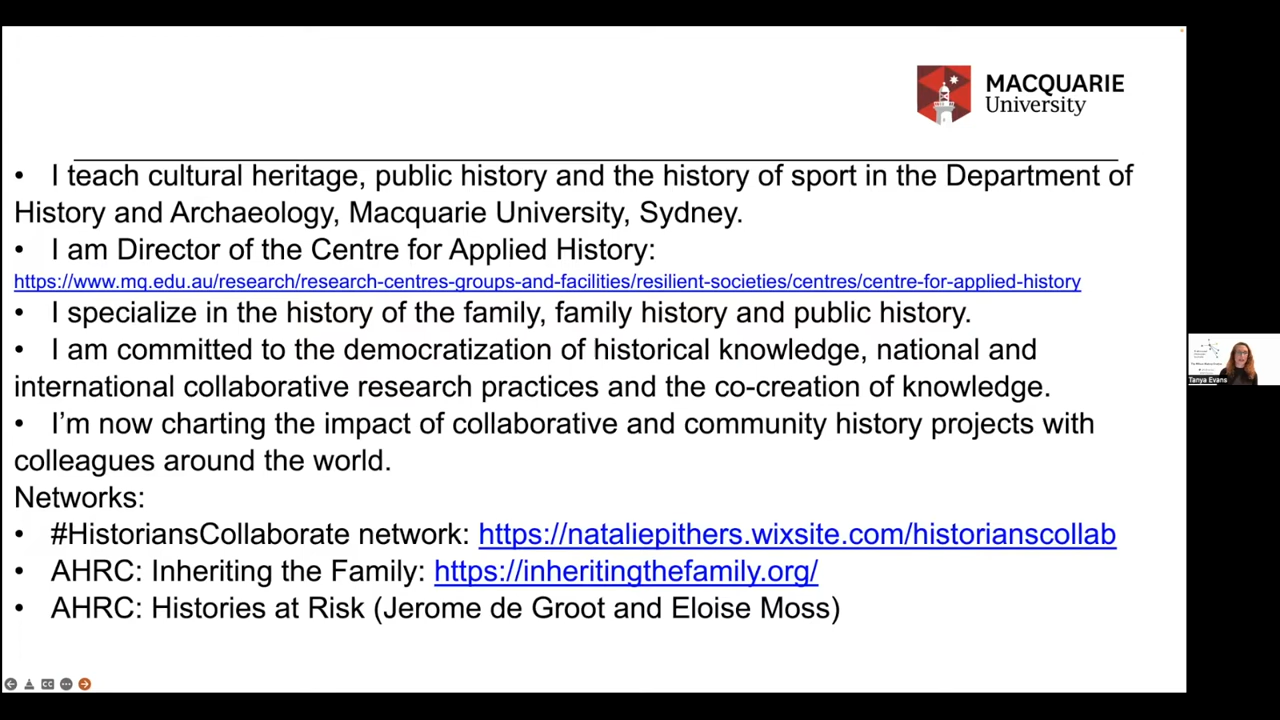 MACQUARIE
University
• I teach cultural heritage, public history and the history of sport in the Department of
History and Archaeology, Macquarie University, Sydney.
• I am Director of the Centre for Applied History:
https://www.mq.edu.au/research/research-centres-groups-and-facilities/resilient-societies/centres/centre-for-applied-history
• I specialize in the history of the family, family history and public history.
• I am committed to the democratization of historical knowledge, national and
international collaborative research practices and the co-creation of knowledge.
• I’m now charting the impact of collaborative and community history projects with
colleagues around the world.
Networks:
• #HistoriansCollaborate network: https://nataliepithers.wixsite.com/historianscollab
• AHRC: Inheriting the Family: https://inheritingthefamily.org/
• AHRC: Histories at Risk (Jerome de Groot and Eloise Moss)
Tanya Evans
CC